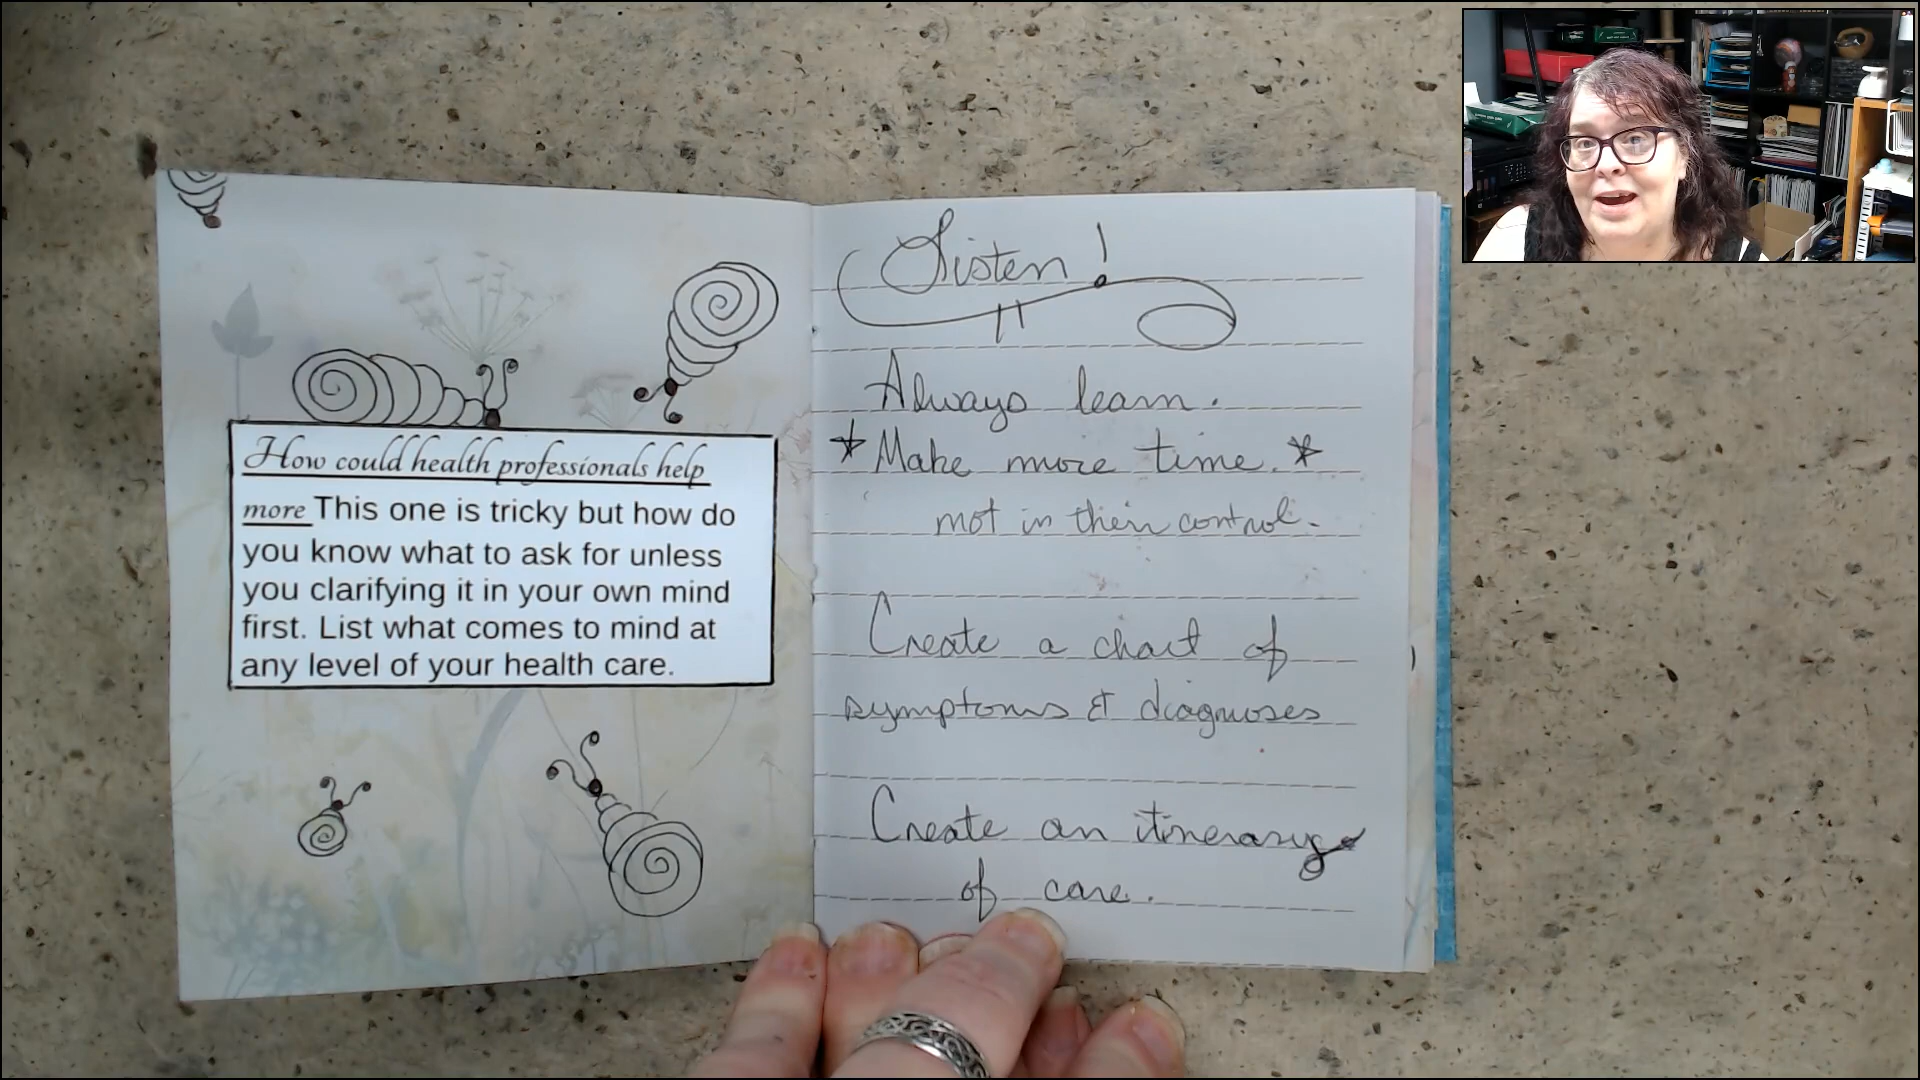 How could health professionals help
more This one is tricky but how do
you know what to ask for unless
you clarifying it in your own mind
first. List what comes to mind at
any level of your health care.
Listen!
Always learn.
*Make more time.*
not in their control.
Create a chart of
symptoms & diagnoses
Create an itinerary
of care.